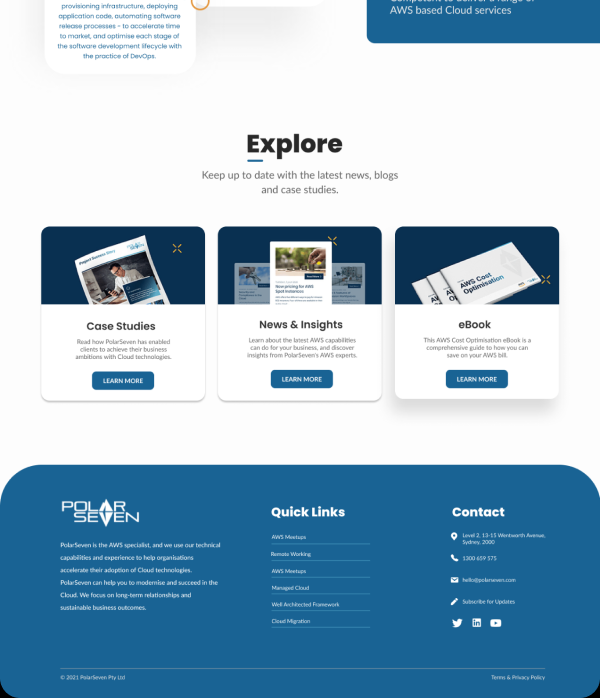 provisioning infrastructure, deploying
application code, automating software
release processes - to accelerate time
to market, and optimise each stage of
the software development lifecycle with
the practice of DevOps.
AWS based Cloud services
Explore
Keep up to date with the latest news, blogs
and case studies.
POLAR
SEVEN
AWS Cost
Optimisation
Now pricing for AWS
Spot Instances
Case Studies
Read how PolarSeven has enabled
clients to achieve their business
ambitions with Cloud technologies.
LEARN MORE
News & Insights
Learn about the latest AWS capabilities
can do for your business, and discover
insights from PolarSeven's AWS experts.
LEARN MORE
eBook
This AWS Cost Optimisation eBook is a
comprehensive guide to how you can
save on your AWS bill.
LEARN MORE
POLAR
SEVEN
PolarSeven is the AWS specialist, and we use our technical
capabilities and experience to help organisations
accelerate their adoption of Cloud technologies.
PolarSeven can help you to modernise and succeed in the
Cloud. We focus on long-term relationships and
sustainable business outcomes.
Quick Links
AWS Meetups
Remote Working
AWS Meetups
Managed Cloud
Well Architected Framework
Cloud Migration
Contact
Level 2, 13-15 Wentworth Avenue,
Sydney, 2000
1300 659 575
hello@polarseven.com
Subscribe for Updates
© 2021 PolarSeven Pty Ltd
Terms & Privacy Policy